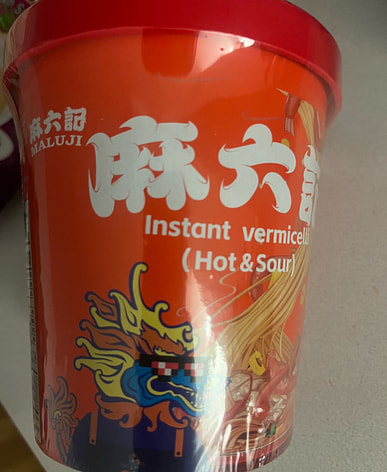 麻六記
MALUJI
麻六記
Instant vermicelli
(Hot & Sour)